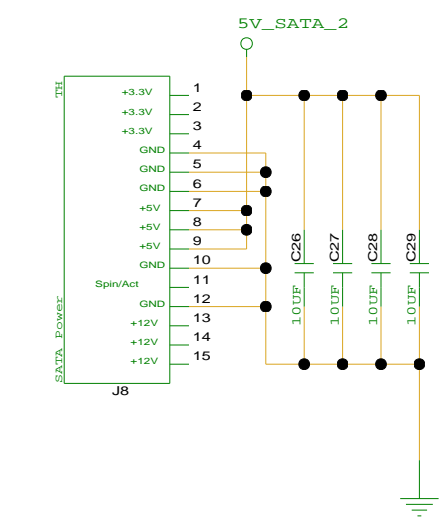 5V_SATA_2
TH
+3.3V 1
+3.3V 2
+3.3V 3
GND 4
GND 5
GND 6
+5V 7
+5V 8
+5V 9
GND 10
Spin/Act 11
GND 12
+12V 13
+12V 14
+12V 15
SATA Power
J8
C26
10UF
C27
10UF
C28
10UF
C29
10UF